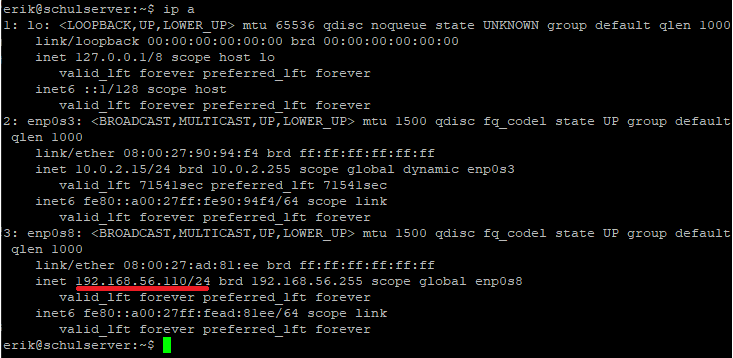 erik@schulserver:~$ ip a
1: lo: <LOOPBACK,UP,LOWER_UP> mtu 65536 qdisc noqueue state UNKNOWN group default qlen 1000
    link/loopback 00:00:00:00:00:00 brd 00:00:00:00:00:00
    inet 127.0.0.1/8 scope host lo
       valid_lft forever preferred_lft forever
    inet6 ::1/128 scope host
       valid_lft forever preferred_lft forever
2: enp0s3: <BROADCAST,MULTICAST,UP,LOWER_UP> mtu 1500 qdisc fq_codel state UP group default
 qlen 1000
    link/ether 08:00:27:90:94:f4 brd ff:ff:ff:ff:ff:ff
    inet 10.0.2.15/24 brd 10.0.2.255 scope global dynamic enp0s3
       valid_lft 71541sec preferred_lft 71541sec
    inet6 fe80::a00:27ff:fe90:94f4/64 scope link
       valid_lft forever preferred_lft forever
3: enp0s8: <BROADCAST,MULTICAST,UP,LOWER_UP> mtu 1500 qdisc fq_codel state UP group default
 qlen 1000
    link/ether 08:00:27:ad:81:ee brd ff:ff:ff:ff:ff:ff
    inet 192.168.56.110/24 brd 192.168.56.255 scope global enp0s8
       valid_lft forever preferred_lft forever
    inet6 fe80::a00:27ff:fead:81ee/64 scope link
       valid_lft forever preferred_lft forever
erik@schulserver:~$